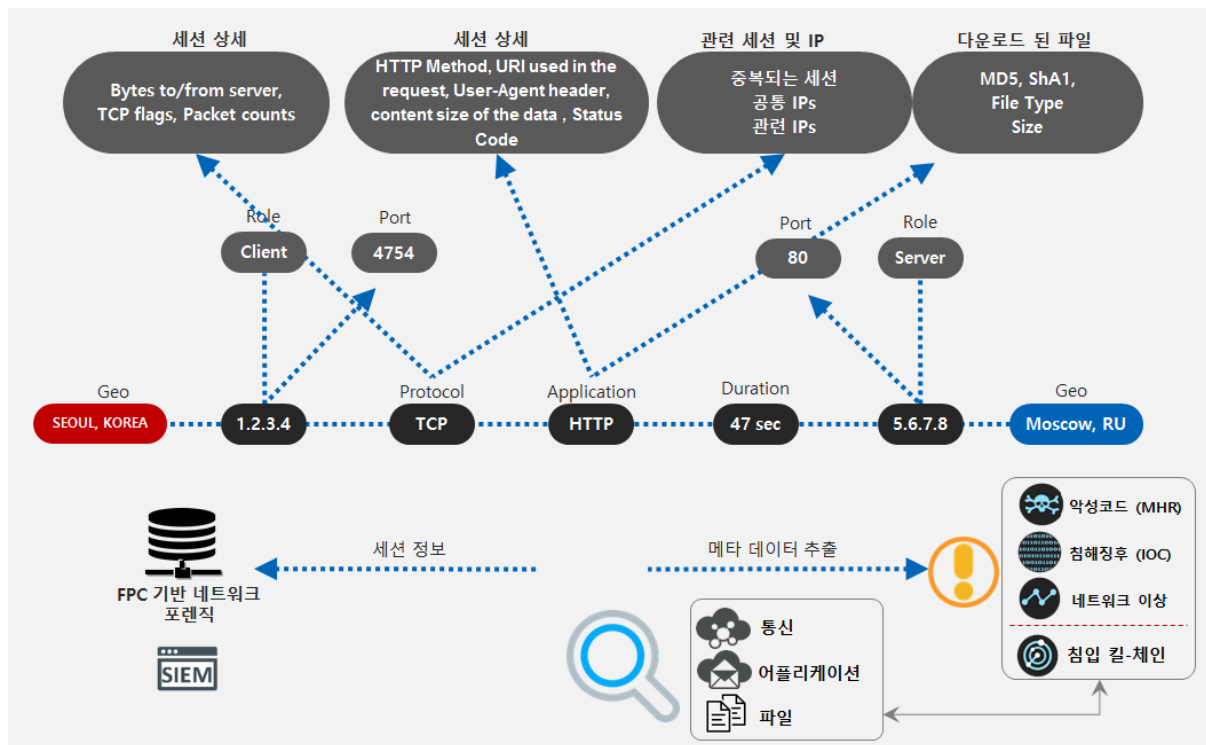 세션 상세
세션 상세
관련 세션 및 IP
다운로드 된 파일
Bytes to/from server,
TCP flags, Packet counts
HTTP Method, URI used in the
request, User-Agent header,
content size of the data , Status
Code
중복되는 세션
공통 IPs
관련 IPs
MD5, ShA1,
File Type
Size
Role
Client
Port
4754
Port
80
Role
Server
Geo
SEOUL, KOREA
1.2.3.4
Protocol
TCP
Application
HTTP
Duration
47 sec
5.6.7.8
Geo
Moscow, RU
FPC 기반 네트워크
포렌직
SIEM
세션 정보
메타 데이터 추출
악성코드 (MHR)
침해징후 (IOC)
네트워크 이상
침입 킬-체인
통신
어플리케이션
파일